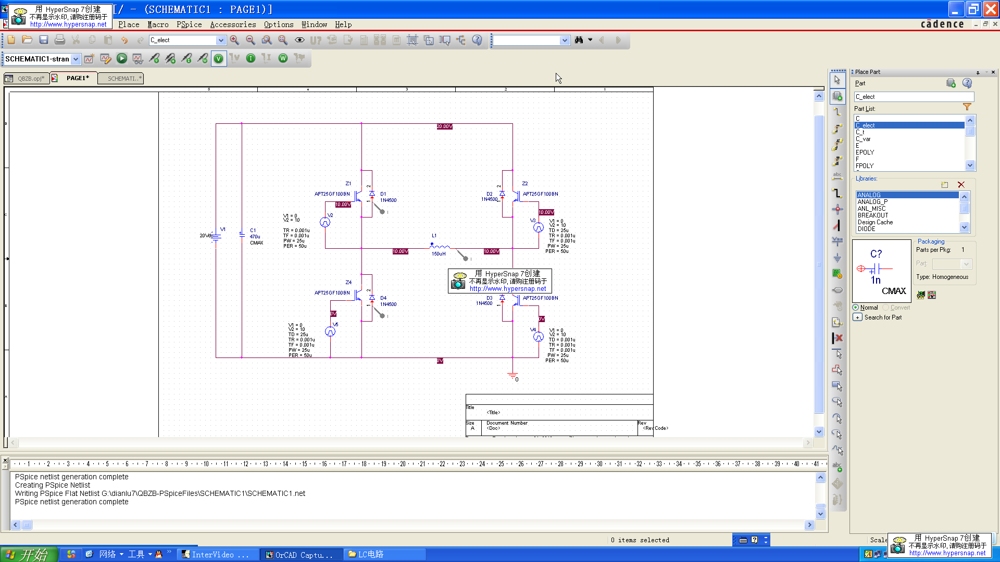 用 HyperSnap 7创建
不再显示水印, 请购注册码于
http://www.hypersnap.net
[/ - (SCHEMATIC1 : PAGE1)]
Place Macro PSpice Accessories Options Window Help
cādence
C_elect
SCHEMATIC1-stran
QBZB.opj*
PAGE1*
SCHEMATI..*
5 4 3 2 1
D
C
B
A
20.00V
Z1
APT25GF100BN
10.00V
2
1
D1
1N4500
I
Z2
APT25GF100BN
10.00V
2
1
D2
1N4500
V1 = 0
V2 = 10
TR = 0.001u
TF = 0.001u
PW = 25u
PER = 50u
V2
V3
V1 = 0
V2 = 10
TD = 25u
TR = 0.001u
TF = 0.001u
PW = 25u
PER = 50u
20Vdc
V1
C1
470u
CMAX
L1
150uH
10.00V
10.00V
I
用 HyperSnap 7创建
不再显示水印, 请购注册码于
http://www.hypersnap.net
Z4
APT25GF100BN
2
1
D4
1N4500
I
D3
1N4500
1
APT25GF100BN
0V
V5
V1 = 0
V2 = 10
TD = 25u
TR = 0.001u
TF = 0.001u
PW = 25u
PER = 50u
0V
V4
V1 = 0
V2 = 10
TD = 25u
TR = 0.001u
TF = 0.001u
PW = 25u
PER = 50u
0V
0
Title
<Title>
Size
A
Document Number
<Doc>
Rev
<RevCode>
Place Part
Part
C_elect
Part List:
C
C_elect
C_t
C_var
E
EPOLY
F
FPOLY
Libraries:
ANALOG
ANALOG_P
ANL_MISC
BREAKOUT
Design Cache
DIODE
C?
1n
CMAX
Packaging
Parts per Pkg: 1
Part:
Type: Homogeneous
Normal Convert
Search for Part
1 2 3 4 5 6 7 8 9 10 11 12 13 14 15 16 17 18 19 20 21 22 23 24 25 26 27 28 29 30 31 32 33 34 35 36 37 38 39 40 41
PSpice netlist generation complete
Creating PSpice Netlist
Writing PSpice Flat Netlist G:\dianlu7\QBZB-PSpiceFiles\SCHEMATIC1\SCHEMATIC1.net
PSpice netlist generation complete
0 items selected
Scale
开始
网络
工具
InterVideo ...
OrCAD Captu...
LC电路
用 HyperSnap 7创建
不再显示水印, 请购注册码于
http://www.hypersnap.net